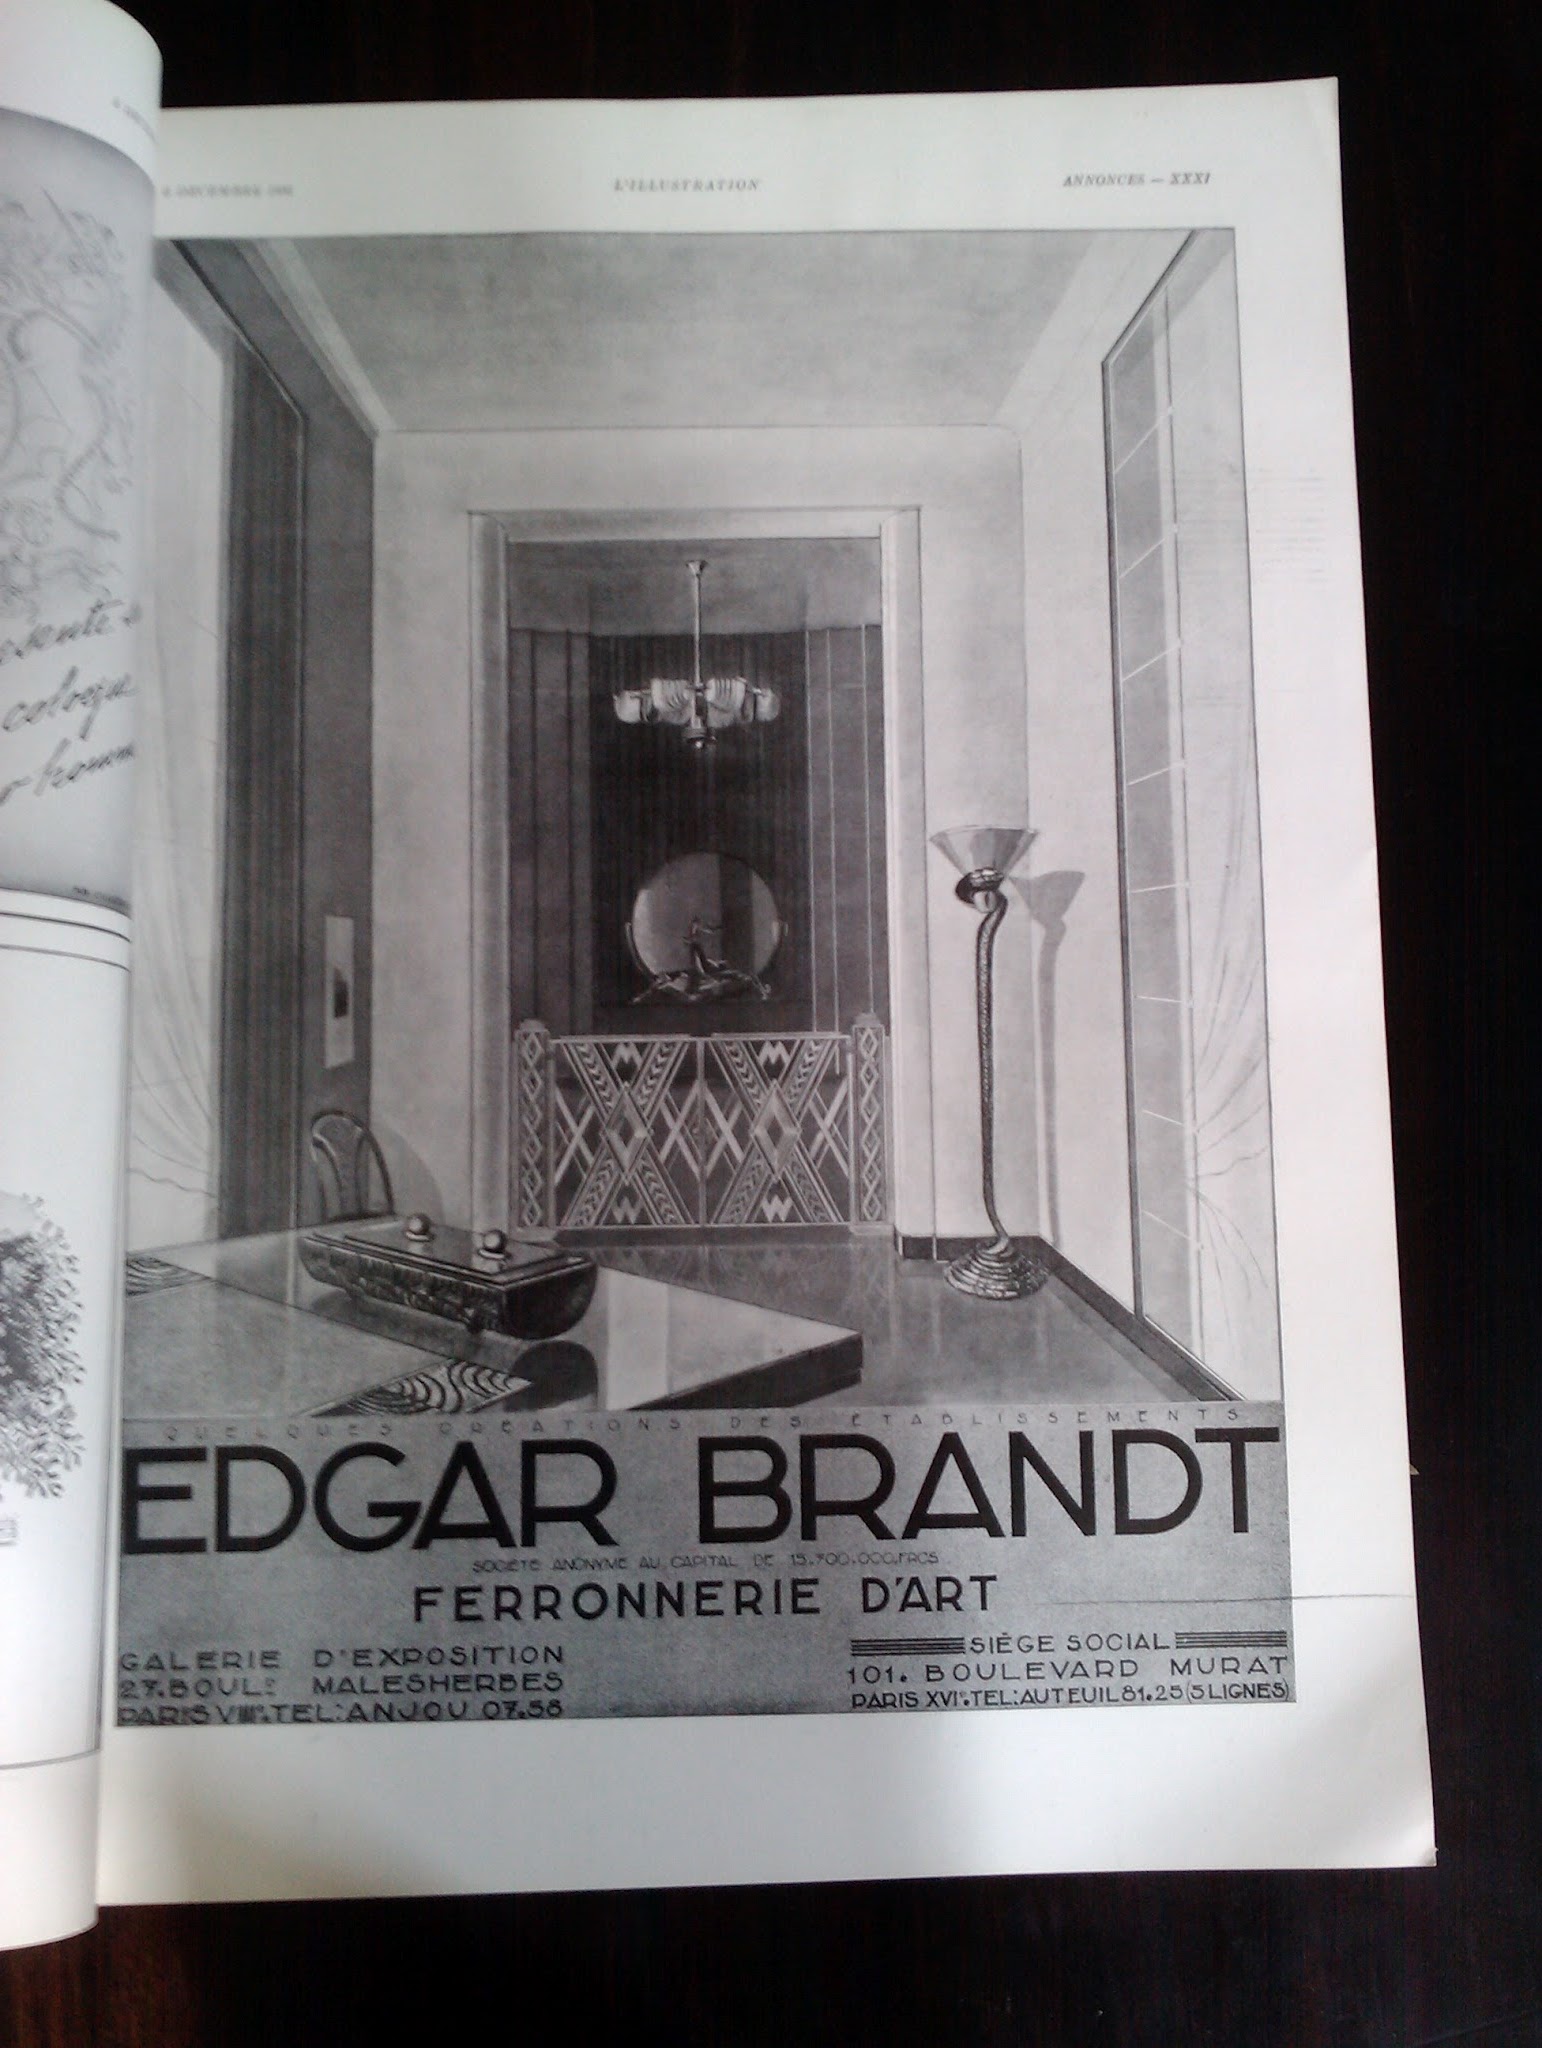 DECEMBRE
L'ILLUSTRATION
ANNONCES — XXXI
colloque
QUELQUES CRÉATIONS DES ÉTABLISSEMENTS
EDGAR BRANDT
SOCIÉTÉ ANONYME AU CAPITAL DE 15.700.000.FRCS
FERRONNERIE D'ART
GALERIE D'EXPOSITION
27.BOULD MALESHERBES
PARIS VIIIE.TEL:ANJOU 07.58
SIÈGE SOCIAL
101. BOULEVARD MURAT
PARIS XVIE.TEL:AUTEUIL 81.25 (5 LIGNES)